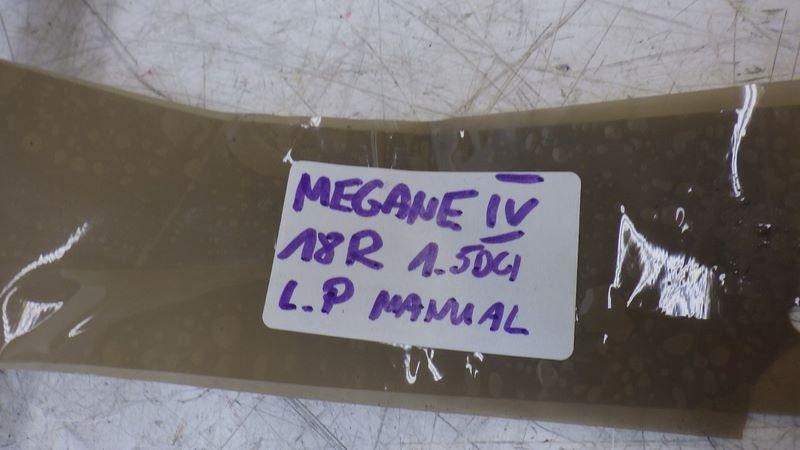 MEGANE IV
18R 1.5DCI
L.P MANUAL